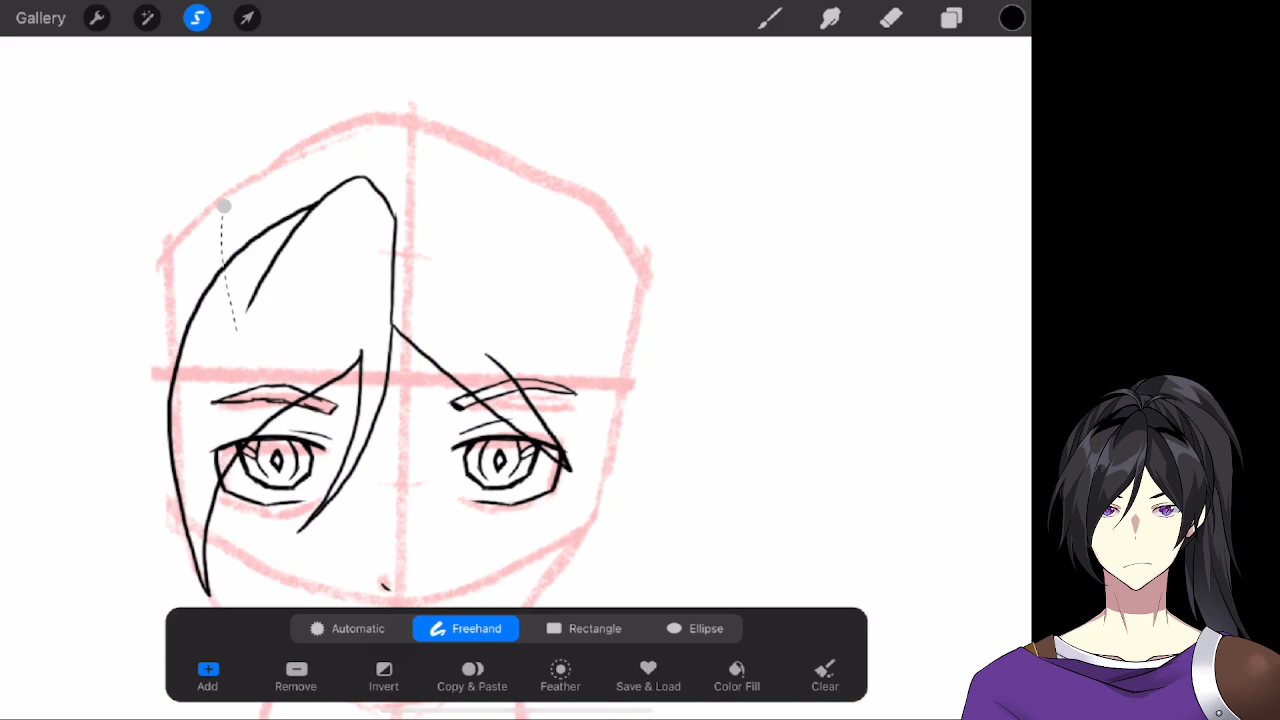 Gallery
Automatic Freehand Rectangle Ellipse
Add Remove Invert Copy & Paste Feather Save & Load Color Fill Clear